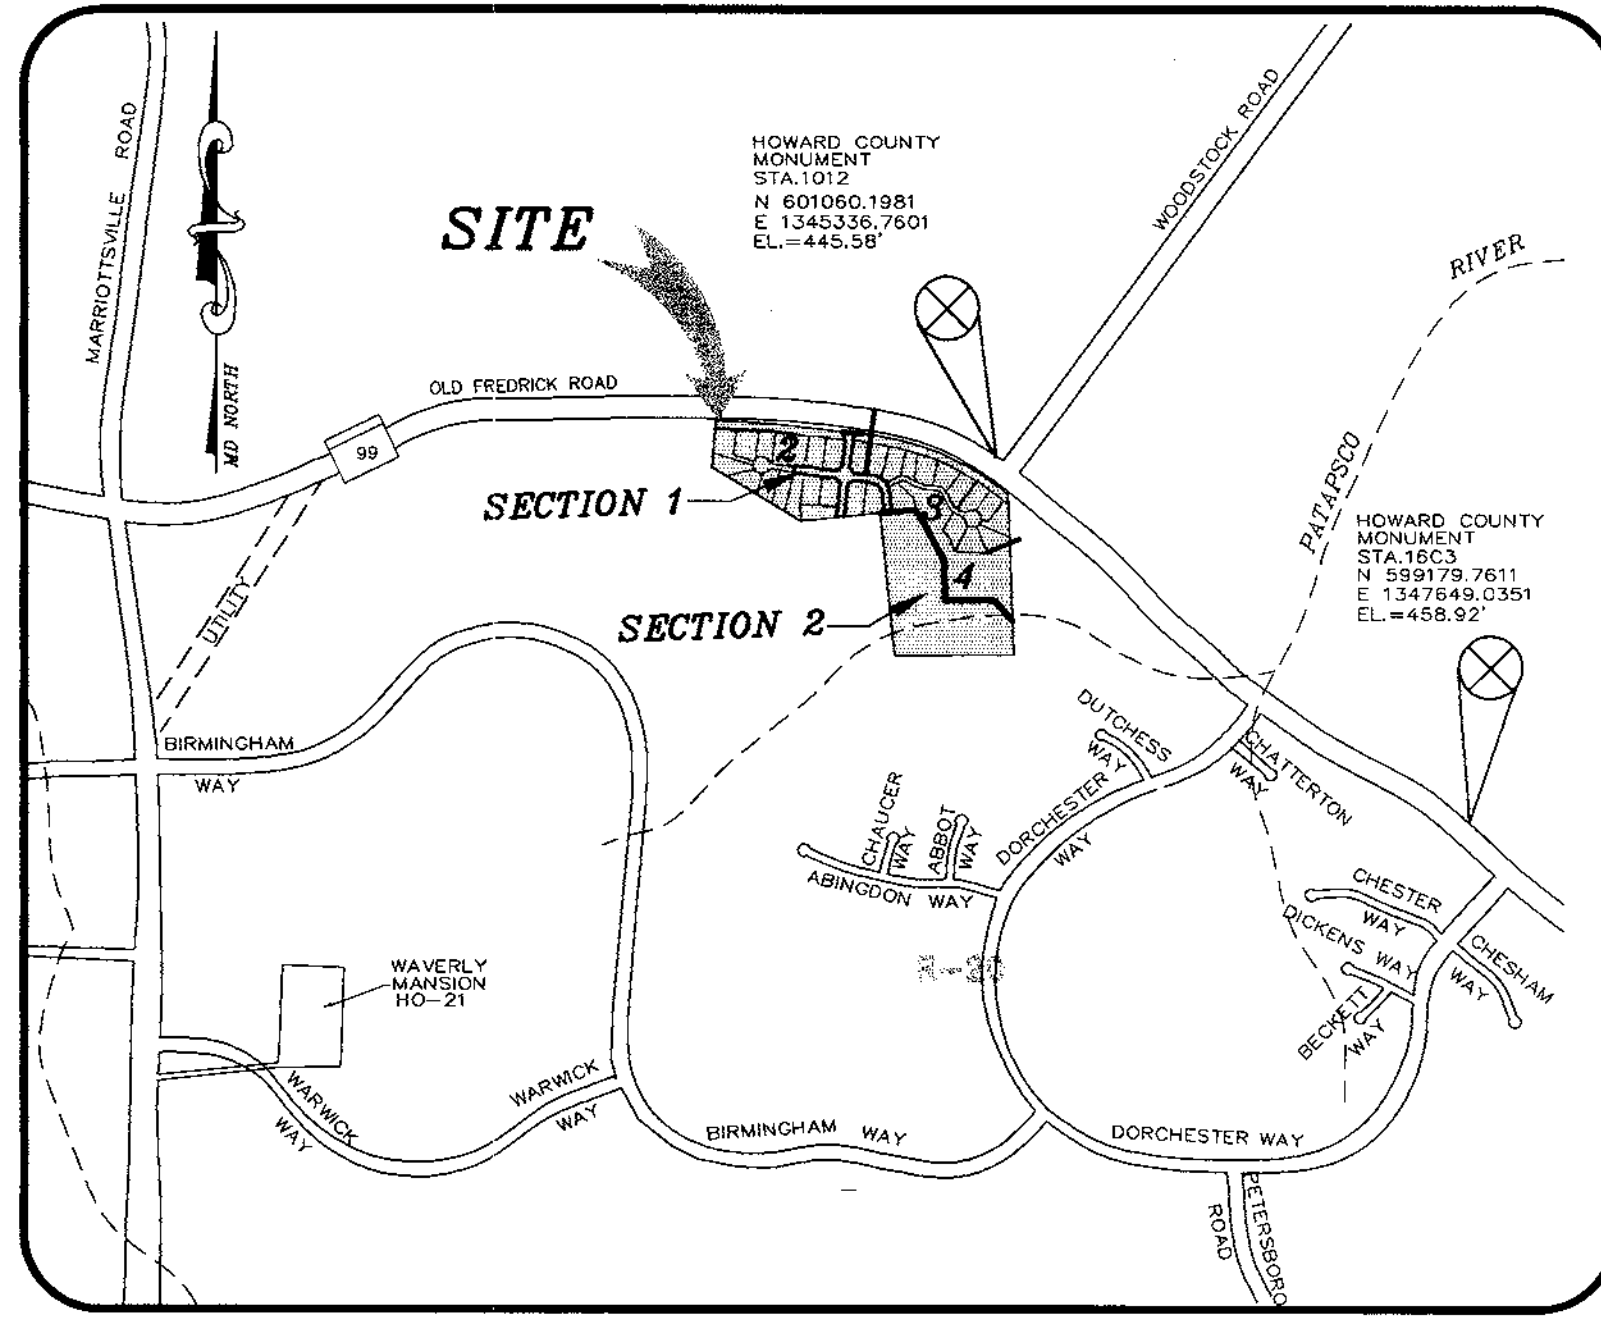 MARRIOTTSVILLE ROAD
MD NORTH
HOWARD COUNTY
MONUMENT
STA.1012
N 601060.1981
E 1345336.7601
EL.=445.58'
WOODSTOCK ROAD
SITE
RIVER
PATAPSCO
OLD FREDRICK ROAD
99
2
SECTION 1
3
4
SECTION 2
UTILITY
HOWARD COUNTY
MONUMENT
STA.16C3
N 599179.7611
E 1347649.0351
EL.=458.92'
BIRMINGHAM
WAY
DUTCHESS
WAY
CHATTERTON
WAY
DORCHESTER
WAY
CHAUCER
WAY
ABBOT
WAY
ABINGDON WAY
CHESTER
WAY
DICKENS WAY
CHESHAM
WAY
BECKETT
WAY
WAVERLY
MANSION
HO-21
R-20
WARWICK
WAY
WARWICK
WAY
BIRMINGHAM WAY
DORCHESTER WAY
PETERSBORO
ROAD